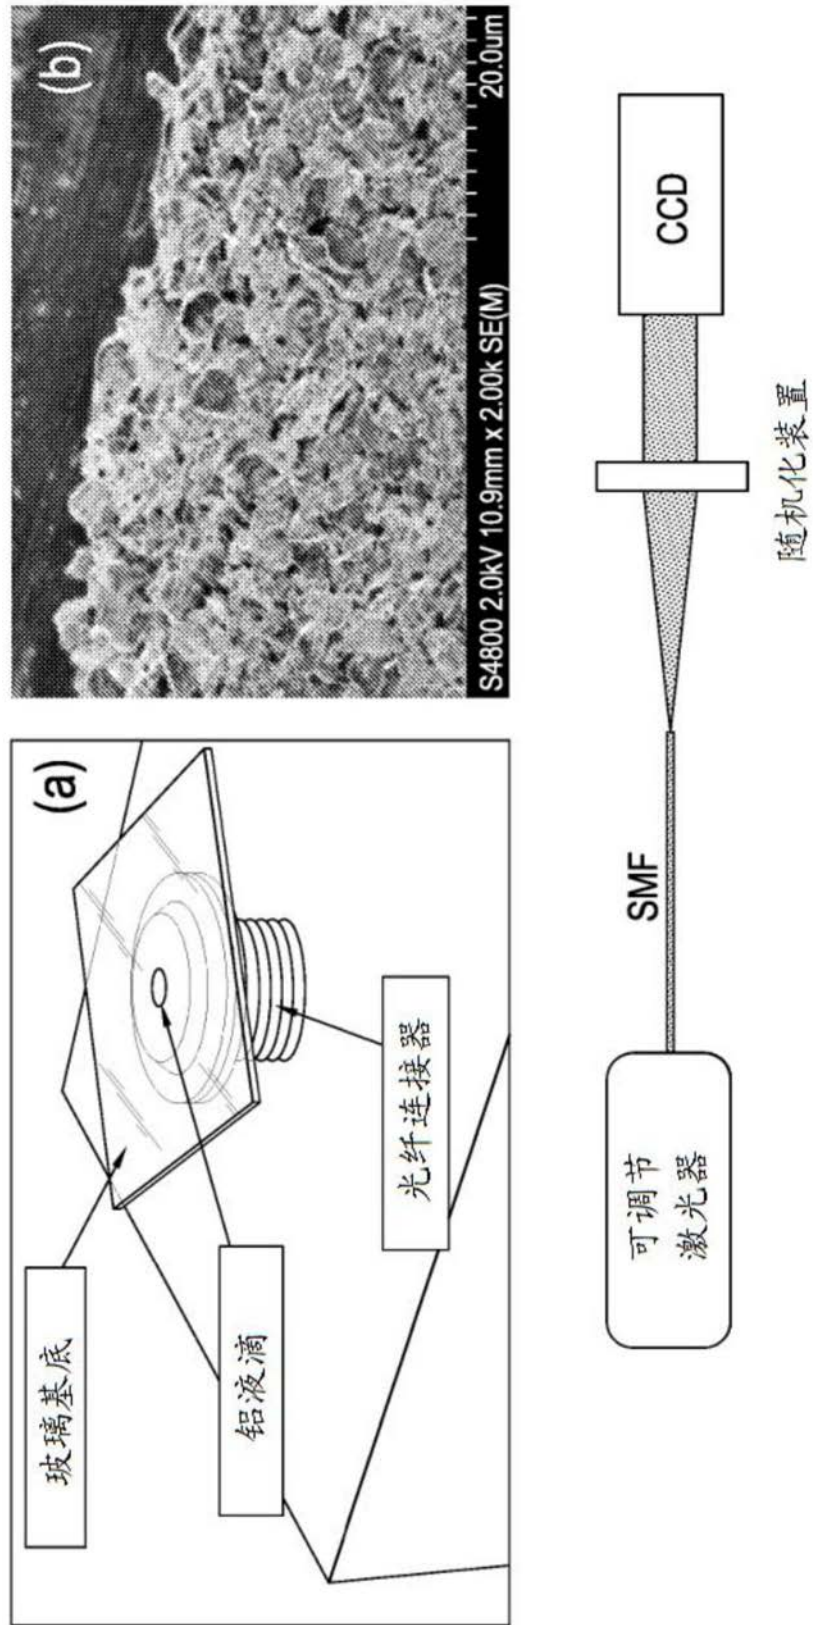 (a)
玻璃基底
铝液滴
光纤连接器
(b)
S4800 2.0kV 10.9mm x 2.00k SE(M)
20.0um
可调节
激光器
SMF
随机化装置
CCD